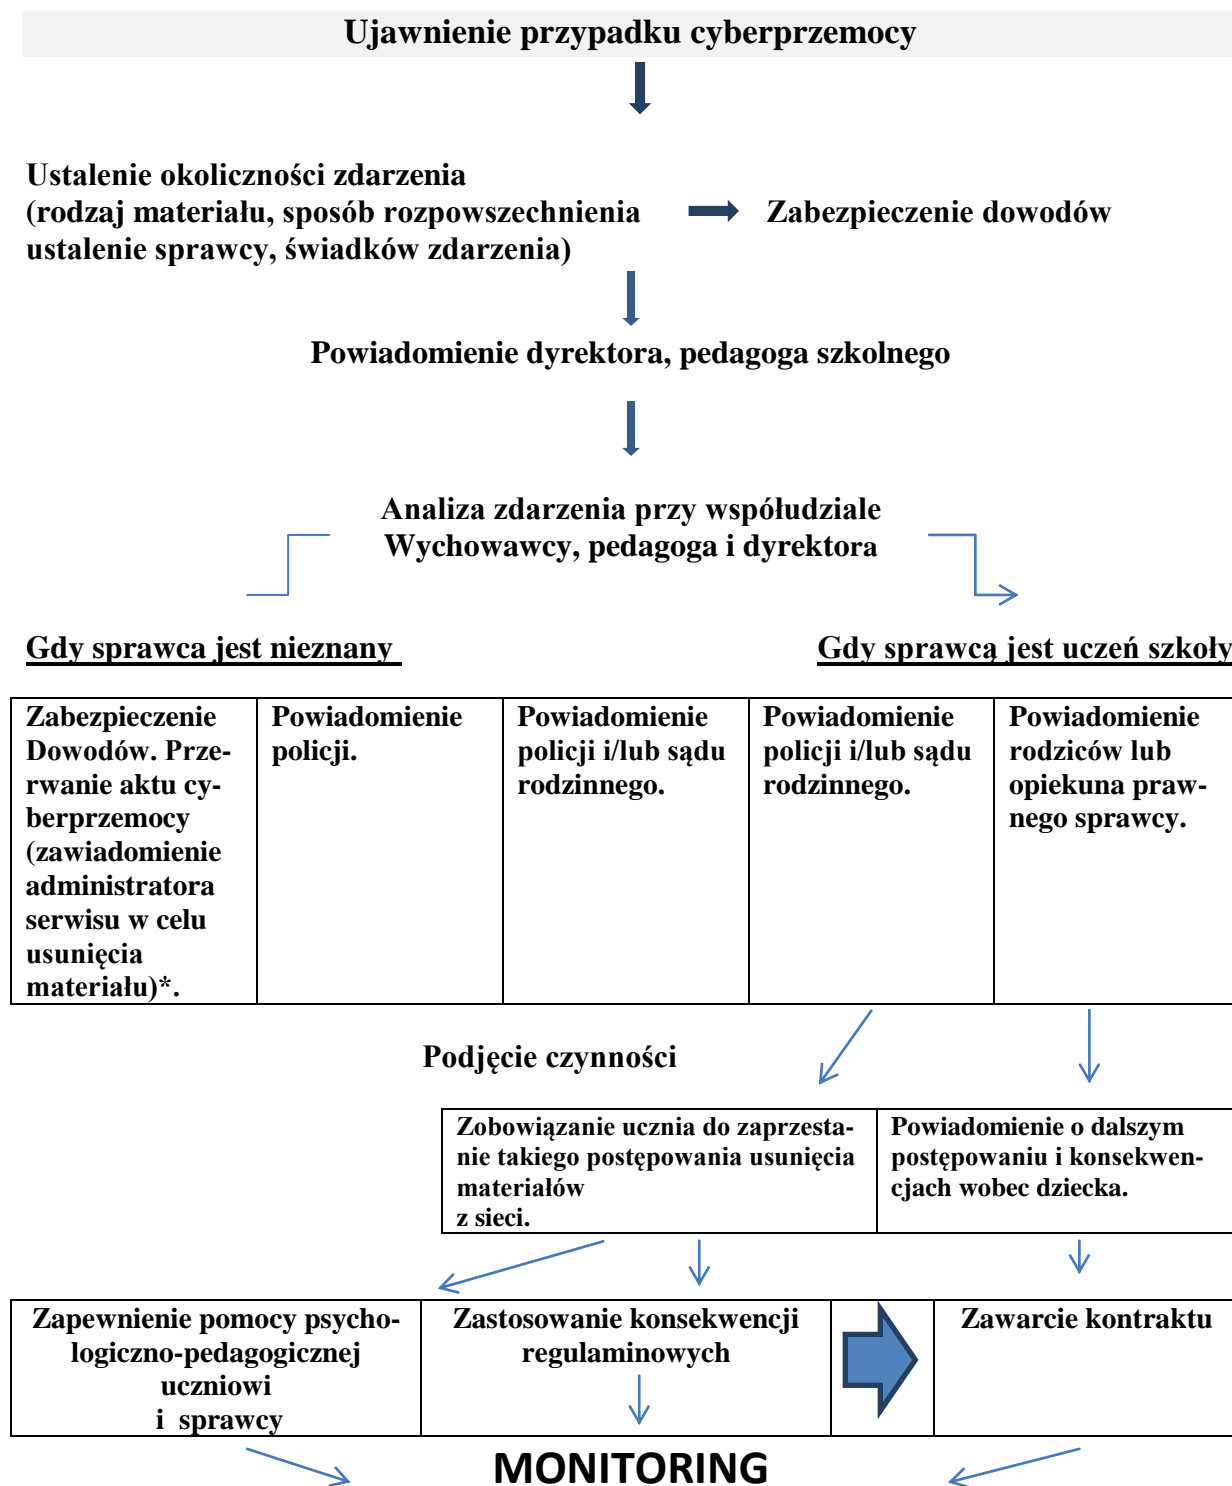 Ujawnienie przypadku cyberprzemocy
Ustalenie okoliczności zdarzenia
(rodzaj materiału, sposób rozpowszechnienia
ustalenie sprawcy, świadków zdarzenia)
Zabezpieczenie dowodów
Powiadomienie dyrektora, pedagoga szkolnego
Analiza zdarzenia przy współudziale
Wychowawcy, pedagoga i dyrektora
Gdy sprawca jest nieznany
Gdy sprawcą jest uczeń szkoły
Zabezpieczenie
Dowodów. Prze-
rwanie aktu cy-
berprzemocy
(zawiadomienie
administratora
serwisu w celu
usunięcia
materiału)*.
Powiadomienie
policji.
Powiadomienie
policji i/lub sądu
rodzinnego.
Powiadomienie
policji i/lub sądu
rodzinnego.
Powiadomienie
rodziców lub
opiekuna praw-
nego sprawcy.
Podjęcie czynności
Zobowiązanie ucznia do zaprzesta-
nie takiego postępowania usunięcia
materiałów
z sieci.
Powiadomienie o dalszym
postępowaniu i konsekwen-
cjach wobec dziecka.
Zapewnienie pomocy psycho-
logiczno-pedagogicznej
uczniowi
i sprawcy
Zastosowanie konsekwencji
regulaminowych
Zawarcie kontraktu
MONITORING